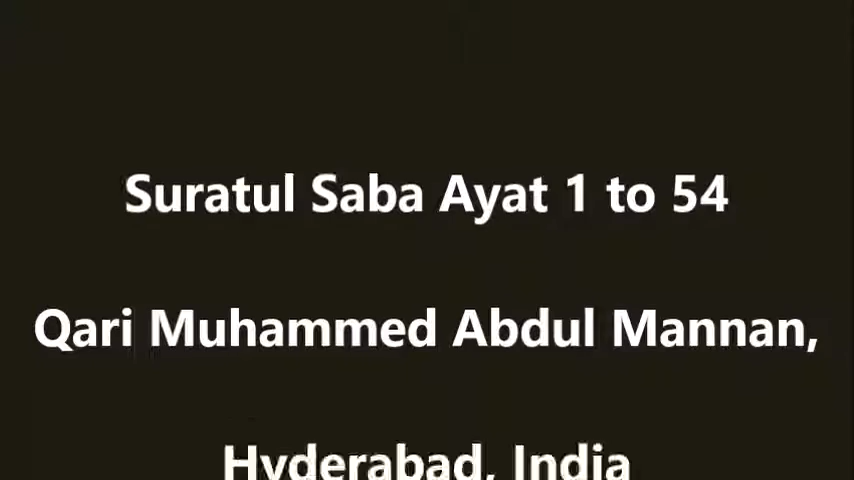 Suratul Saba Ayat 1 to 54
Qari Muhammed Abdul Mannan,
Hyderabad, India